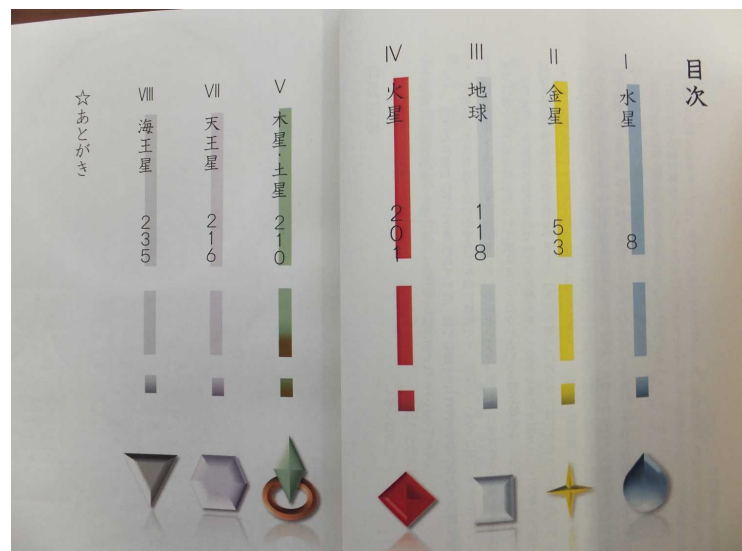 目次
I 水星 8
II 金星 53
III 地球 118
IV 火星 201
V 木星・土星 210
VII 天王星 216
VIII 海王星 235
☆あとがき